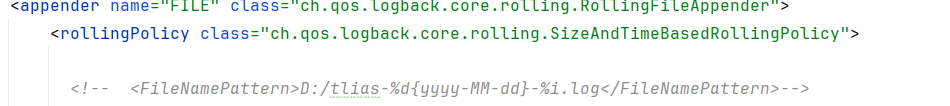 <appender name="FILE" class="ch.qos.logback.core.rolling.RollingFileAppender">
<rollingPolicy class="ch.qos.logback.core.rolling.SizeAndTimeBasedRollingPolicy">
<!--  <FileNamePattern>D:/tlias-%d{yyyy-MM-dd}-%i.log</FileNamePattern>-->